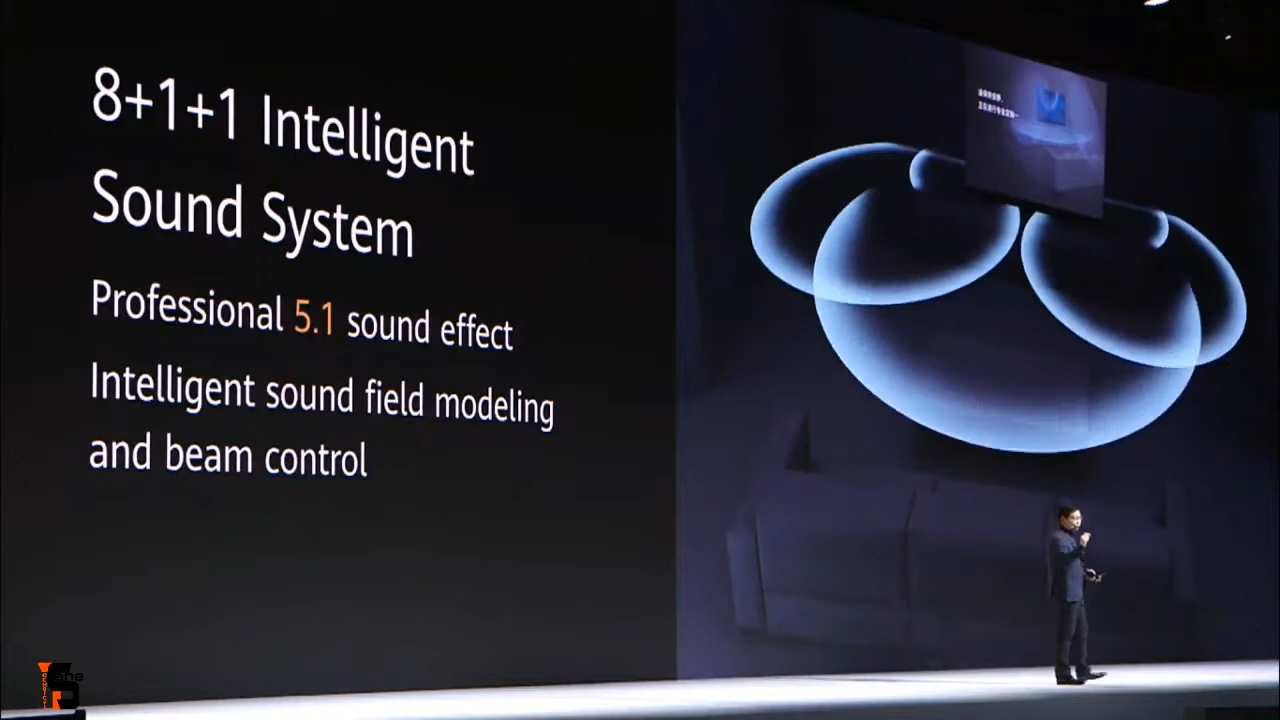 8+1+1 Intelligent
Sound System
Professional 5.1 sound effect
Intelligent sound field modeling
and beam control